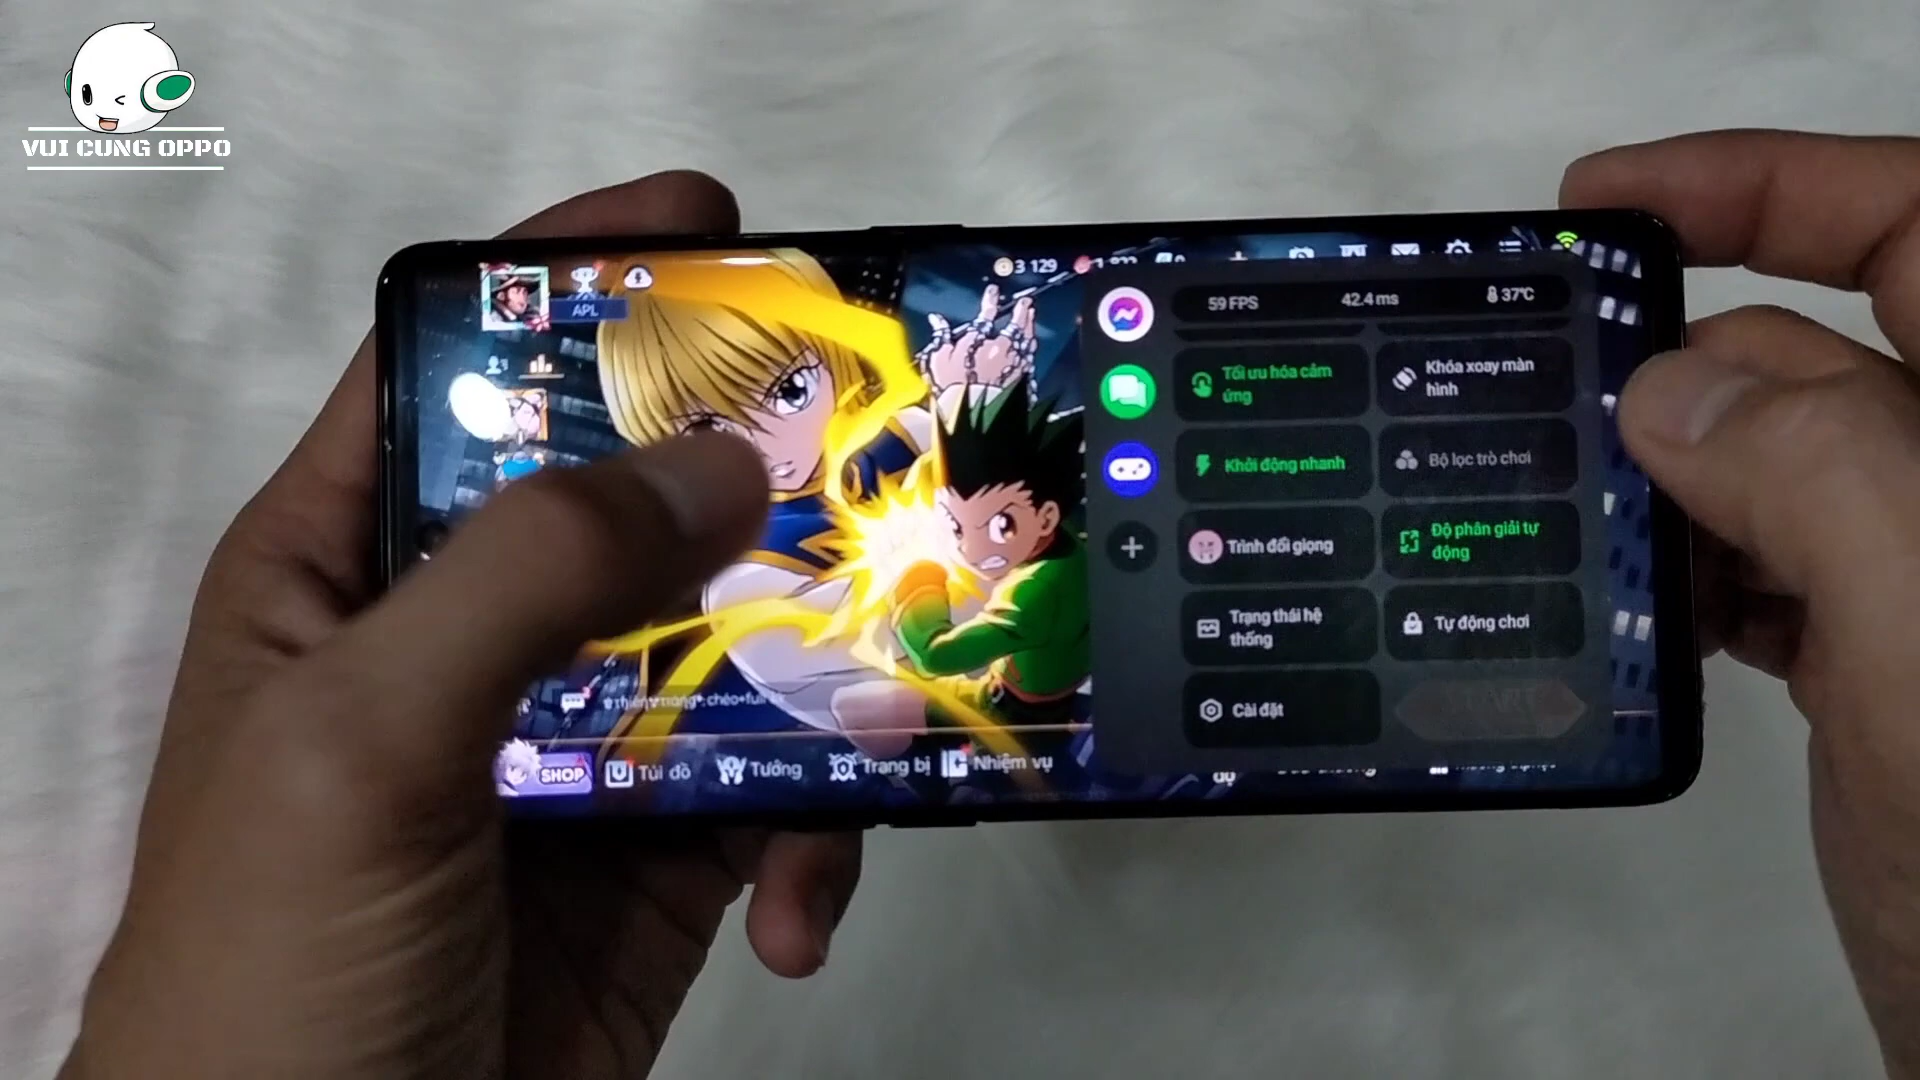 VUI CUNG OPPO
3 129
APL
59 FPS
42.4 ms
37°C
Tối ưu hóa cảm
ứng
Khóa xoay màn
hình
Khởi động nhanh
Bộ lọc trò chơi
Trình đổi giọng
Độ phân giải tự
động
Trạng thái hệ
thống
Tự động chơi
Cài đặt
SHOP
Túi đồ
Tướng
Trang bị
Nhiệm vụ